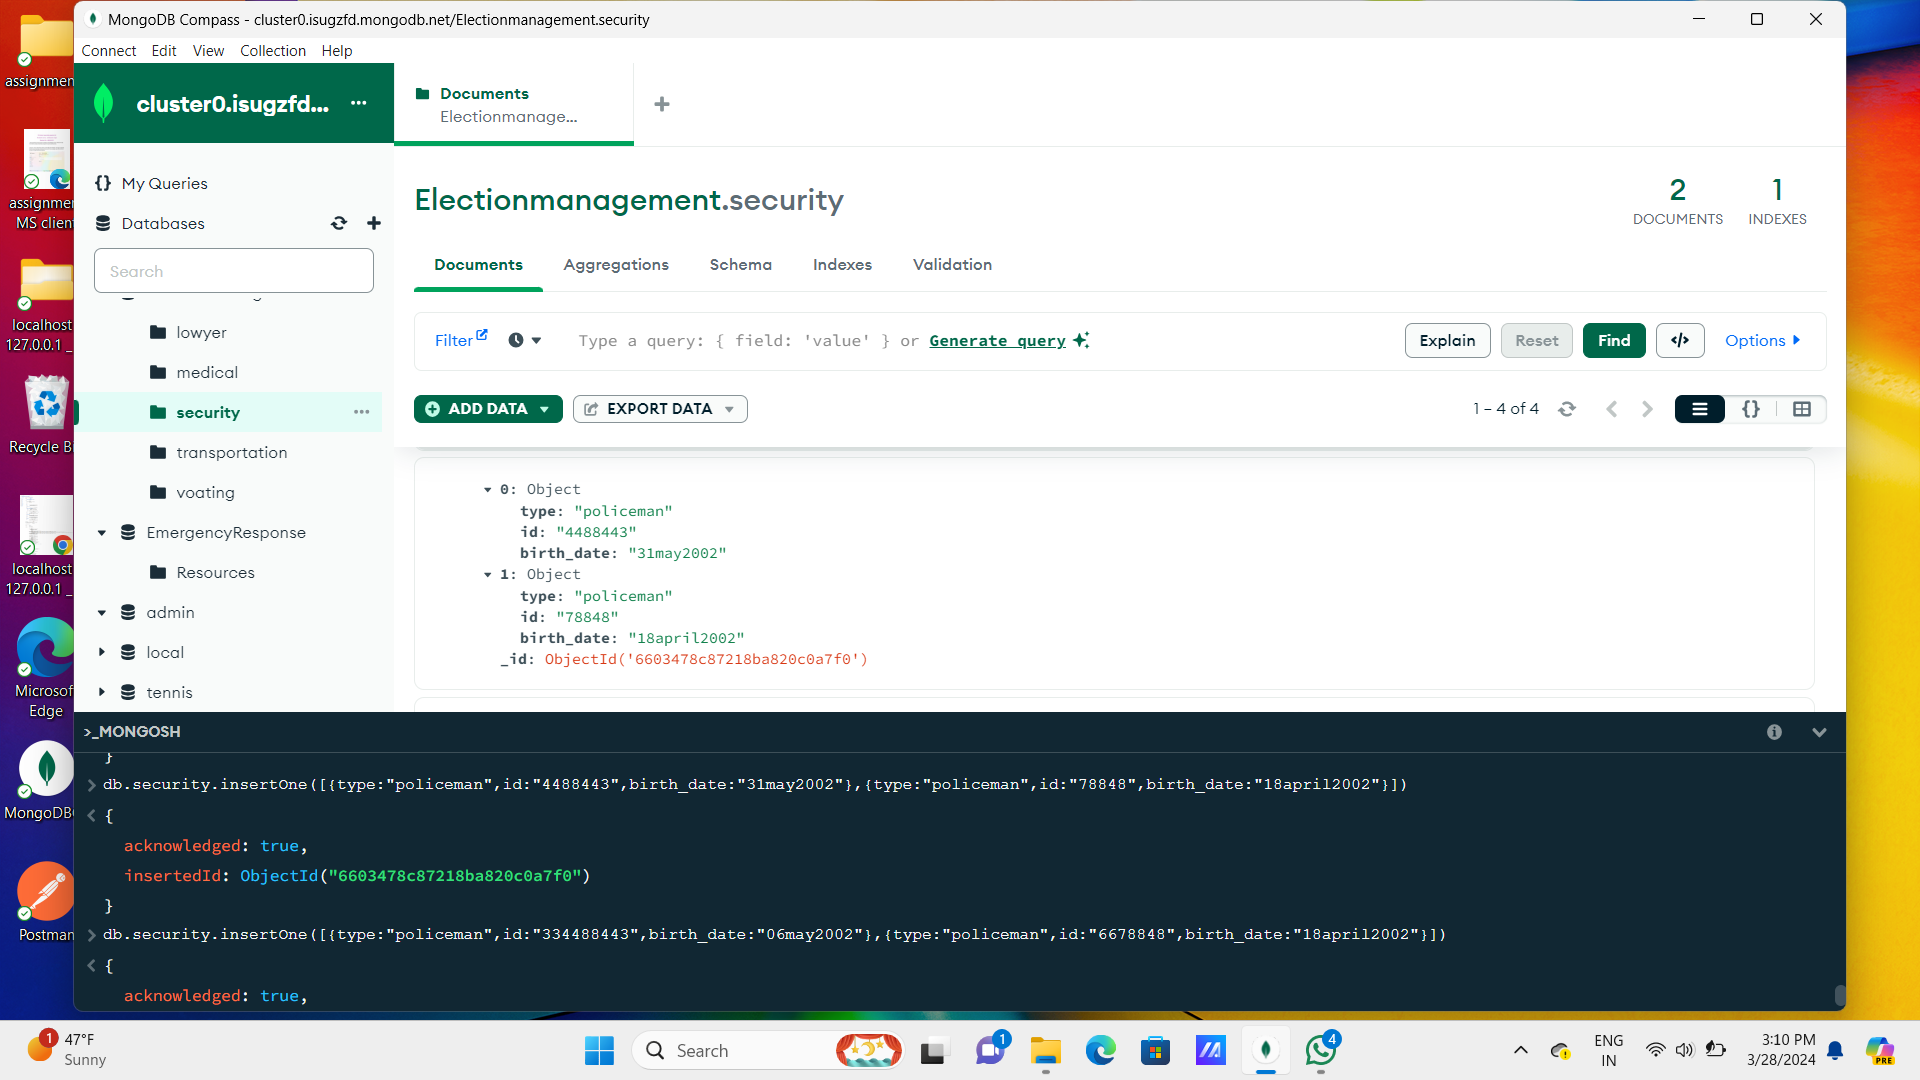 MongoDB Compass - cluster0.isugzfd.mongodb.net/Electionmanagement.security
Connect Edit View Collection Help
cluster0.isugzfd... ...
Documents
Electionmanage...
My Queries
Databases
Search
lowyer
medical
security
transportation
voating
EmergencyResponse
Resources
admin
local
tennis
Electionmanagement.security
2
DOCUMENTS
1
INDEXES
Documents Aggregations Schema Indexes Validation
Filter Type a query: { field: 'value' } or Generate query Explain Reset Find </> Options
ADD DATA EXPORT DATA 1 – 4 of 4 {}
0: Object
type: "policeman"
id: "4488443"
birth_date: "31may2002"
1: Object
type: "policeman"
id: "78848"
birth_date: "18april2002"
_id: ObjectId('6603478c87218ba820c0a7f0')
>_MONGOSH
}
> db.security.insertOne([{type:"policeman",id:"4488443",birth_date:"31may2002"},{type:"policeman",id:"78848",birth_date:"18april2002"}])
< {
acknowledged: true,
insertedId: ObjectId("6603478c87218ba820c0a7f0")
}
> db.security.insertOne([{type:"policeman",id:"334488443",birth_date:"06may2002"},{type:"policeman",id:"6678848",birth_date:"18april2002"}])
< {
acknowledged: true,
assignmen
assignme
MS clien
localhost
127.0.0.1 _
Recycle B
localhost
127.0.0.1 _
Microsof
Edge
MongoDB
Postman
1
47°F
Sunny
Search
1
4
ENG
IN
3:10 PM
3/28/2024
PRE